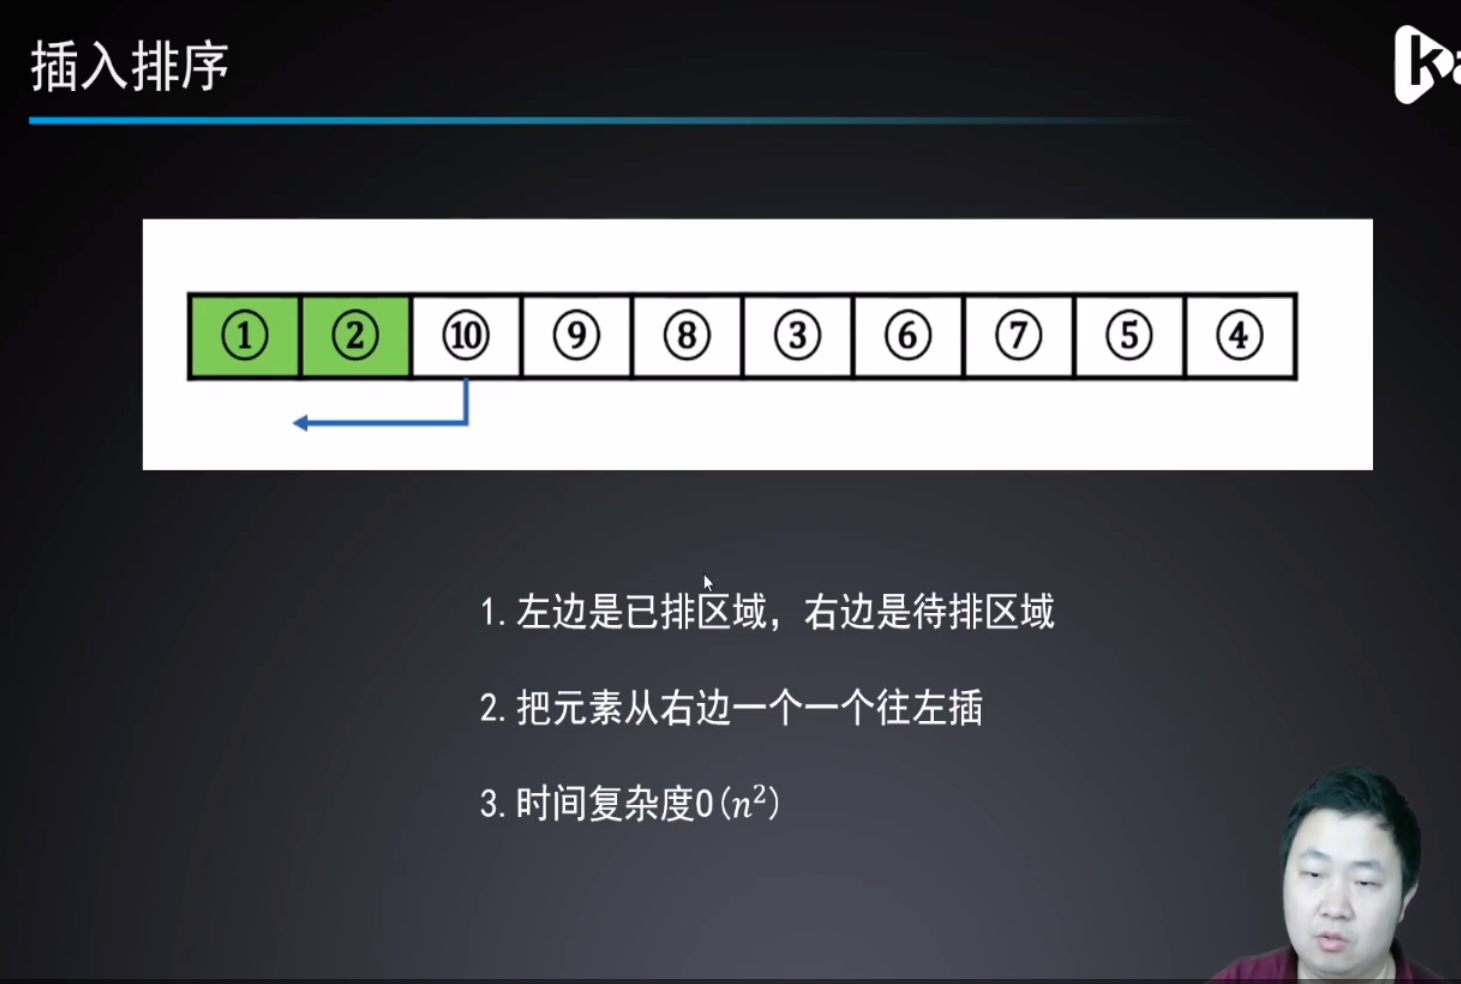 插入排序
① ② ⑩ ⑨ ⑧ ③ ⑥ ⑦ ⑤ ④
1. 左边是已排区域，右边是待排区域
2. 把元素从右边一个一个往左插
3. 时间复杂度O(n²)